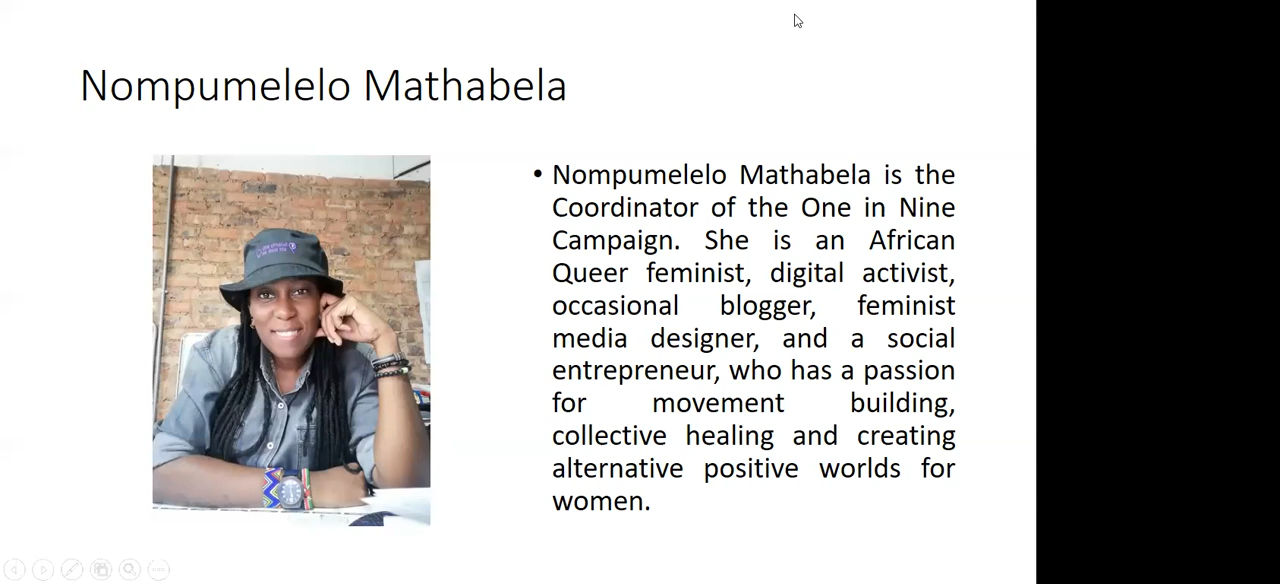 Nompumelelo Mathabela
• Nompumelelo Mathabela is the
Coordinator of the One in Nine
Campaign. She is an African
Queer feminist, digital activist,
occasional blogger, feminist
media designer, and a social
entrepreneur, who has a passion
for movement building,
collective healing and creating
alternative positive worlds for
women.